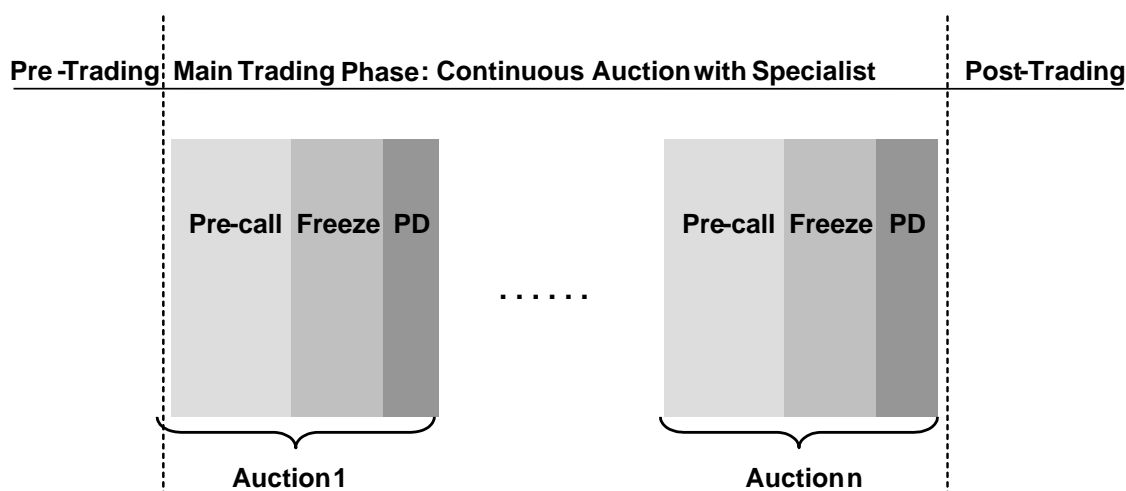 Pre-Trading Main Trading Phase: Continuous Auction with Specialist Post-Trading
Pre-call Freeze PD Pre-call Freeze PD
......
Auction 1 Auction n